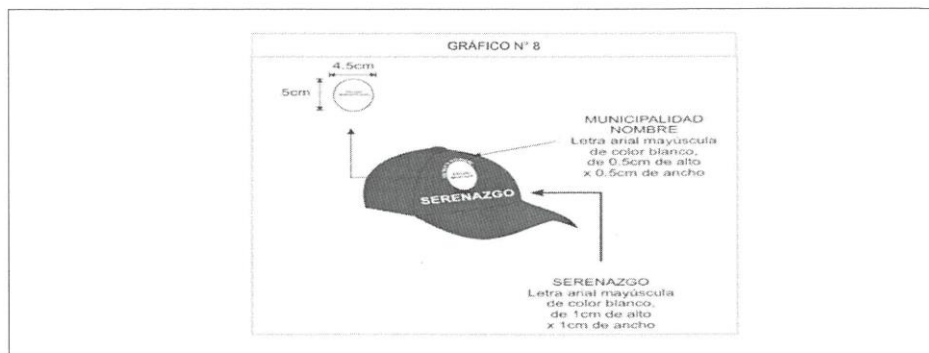 GRÁFICO N° 8
4.5cm
5cm
MUNICIPALIDAD
NOMBRE
Letra arial mayúscula
de color blanco,
de 0.5cm de alto
x 0.5cm de ancho
SERENAZGO
SERENAZGO
Letra arial mayúscula
de color blanco,
de 1cm de alto
x 1cm de ancho